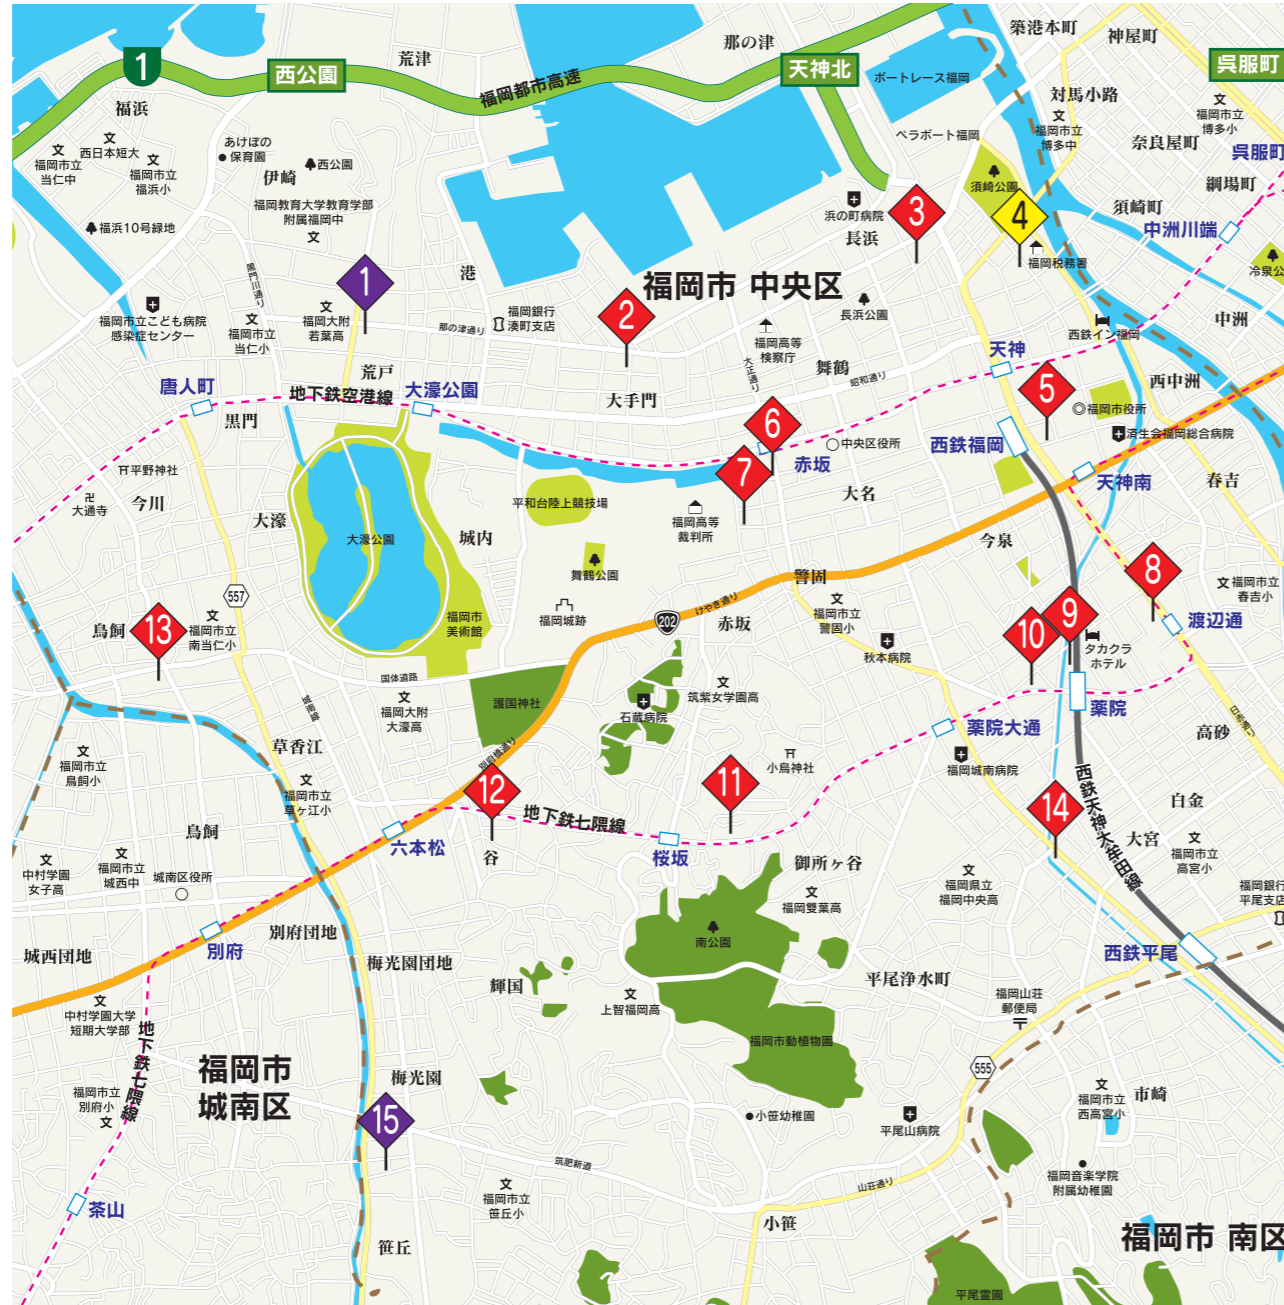 築港本町
神屋町
那の津
荒津
1
西公園
天神北
呉服町
福岡都市高速
ボートレース福岡
対馬小路
福浜
福岡市立
博多小
福岡市立
博多中
ベラボート福岡
奈良屋町
呉服町
西日本短大
あけぼの
保育園
福岡市立
当仁中
福岡市立
福浜小
西公園
伊崎
須崎公園
綱場町
浜の町病院
3
4
須崎町
中洲川端
福岡教育大学教育学部
附属福岡中
福浜10号緑地
長浜
福岡税務署
冷泉公
黒門川通り
港
1
福岡市 中央区
2
長浜公園
福岡市立こども病院
感染症センター
福岡市立
当仁小
福岡大附
若葉高
福岡銀行
湊町支店
那の津通り
福岡高等
検察庁
西鉄イン福岡
中洲
天神
大正通り
舞鶴
昭和通り
荒戸
唐人町
地下鉄空港線
大濠公園
大手門
5
西中洲
福岡市役所
黒門
6
中央区役所
西鉄福岡
済生会福岡総合病院
平野神社
7
赤坂
天神南
春吉
大通寺
今川
大濠
大濠公園
城内
平和台陸上競技場
福岡高等
裁判所
大名
今泉
舞鶴公園
警固
8
福岡市立
春吉小
557
福岡市
美術館
福岡城跡
けやき通り
202
赤坂
福岡市立
警固小
鳥飼
13
福岡市立
南当仁小
9
10
渡辺通
秋本病院
タカクラ
ホテル
国体道路
城南線
福岡大附
大濠高
護国神社
石蔵病院
筑紫女学園高
薬院
日赤通り
薬院大通
高砂
草香江
別府橋通り
福岡市立
鳥飼小
小烏神社
福岡城南病院
12
11
14
西鉄天神大牟田線
白金
福岡市立
草ヶ江小
地下鉄七隈線
鳥飼
六本松
谷
桜坂
御所ヶ谷
大宮
福岡市立
高宮小
中村学園
女子高
福岡市立
城西中
城南区役所
福岡県立
福岡中央高
福岡雙葉高
福岡銀行
平尾支店
別府団地
別府
城西団地
南公園
西鉄平尾
梅光園団地
輝国
平尾浄水町
中村学園大学
短期大学部
上智福岡高
福岡山荘
郵便局
地下鉄七隈線
福岡市動植物園
福岡市
城南区
梅光園
555
福岡市立
別府小
市崎
福岡市立
西高宮小
15
小笹幼稚園
平尾山病院
筑肥新道
福岡音楽学院
附属幼稚園
茶山
福岡市立
笹丘小
山荘通り
小笹
笹丘
福岡市 南区
平尾霊園